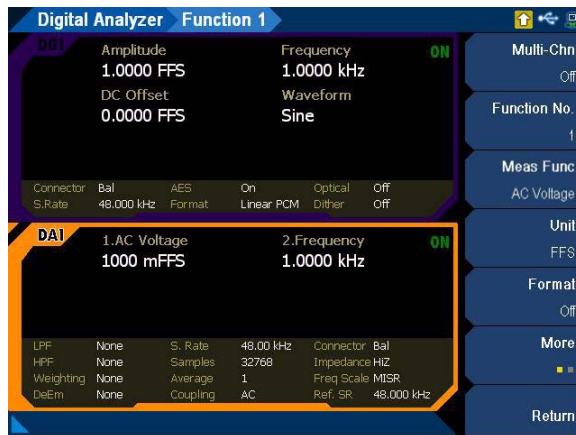 Digital Analyzer Function 1
DGI
Amplitude Frequency ON
1.0000 FFS 1.0000 kHz
DC Offset Waveform
0.0000 FFS Sine
Connector Bal AES On Optical Off
S.Rate 48.000 kHz Format Linear PCM Dither Off
DAI
1.AC Voltage 2.Frequency ON
1000 mFFS 1.0000 kHz
LPF None S. Rate 48.00 kHz Connector Bal
HPF None Samples 32768 Impedance HiZ
Weighting None Average 1 Freq Scale MISR
DeEm None Coupling AC Ref. SR 48.000 kHz
Multi-Chn
Off
Function No.
1
Meas Func
AC Voltage
Unit
FFS
Format
Off
More
Return